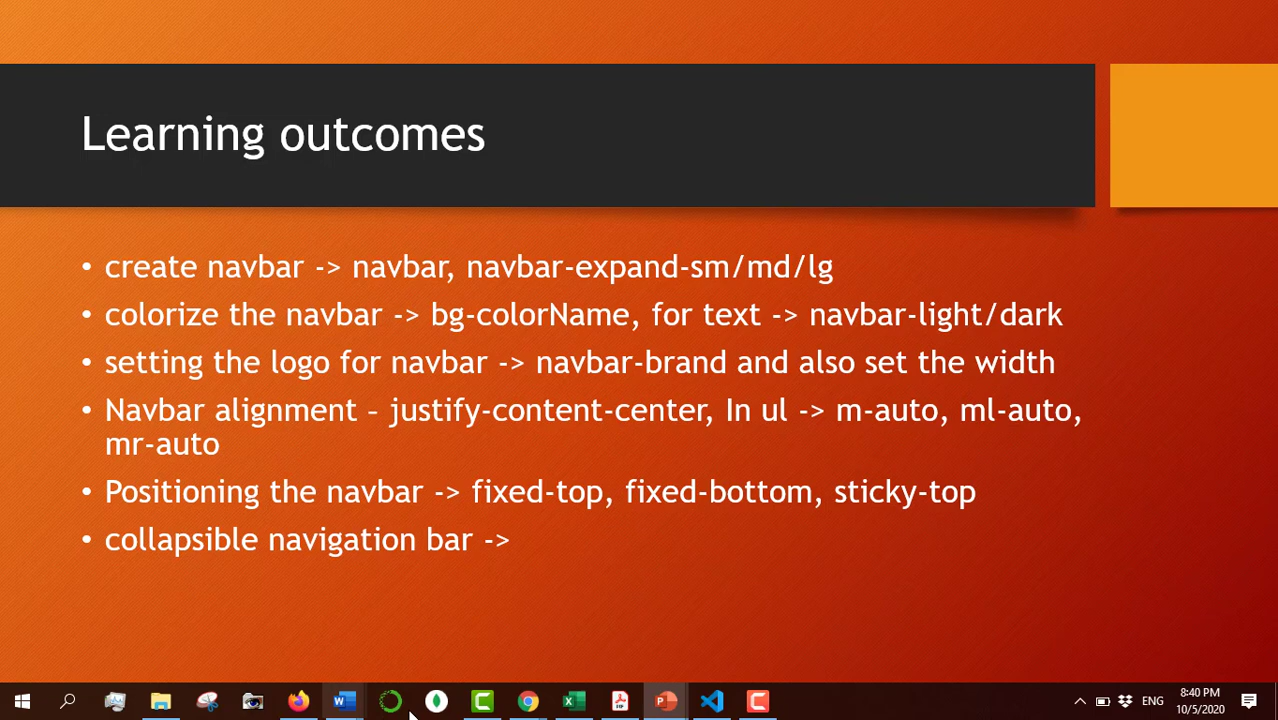 Learning outcomes
• create navbar -> navbar, navbar-expand-sm/md/lg
• colorize the navbar -> bg-colorName, for text -> navbar-light/dark
• setting the logo for navbar -> navbar-brand and also set the width
• Navbar alignment – justify-content-center, In ul -> m-auto, ml-auto,
mr-auto
• Positioning the navbar -> fixed-top, fixed-bottom, sticky-top
• collapsible navigation bar ->
ENG
8:40 PM
10/5/2020